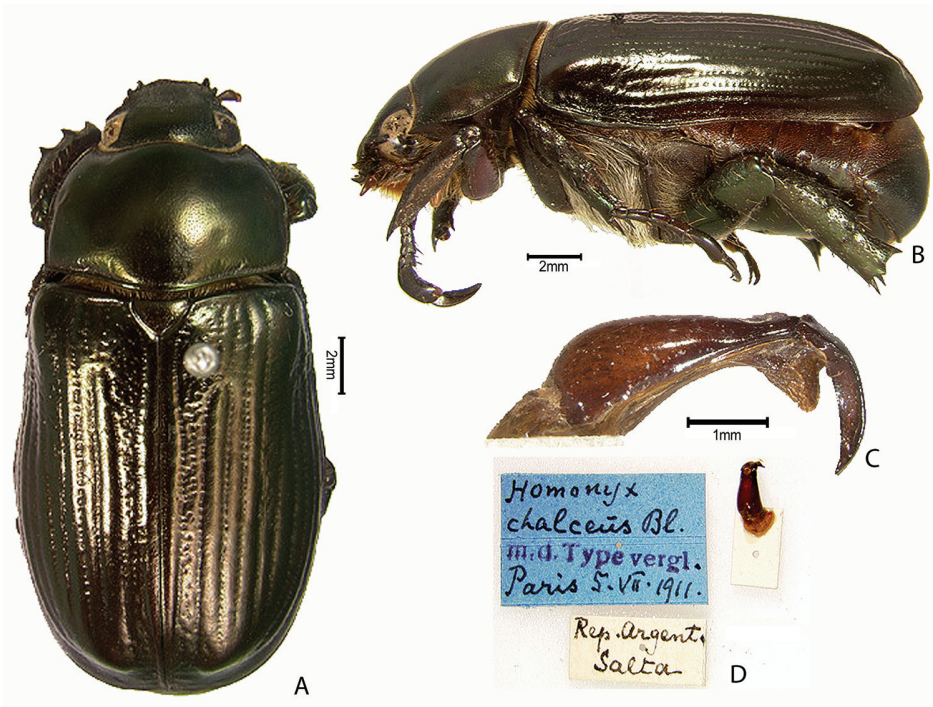 A
2mm
B
2mm
C
1mm
Homonyx
chalceus Bl.
m.d. Type vergl.
Paris 5.VII.1911.
Rep. Argent.
Salta
D